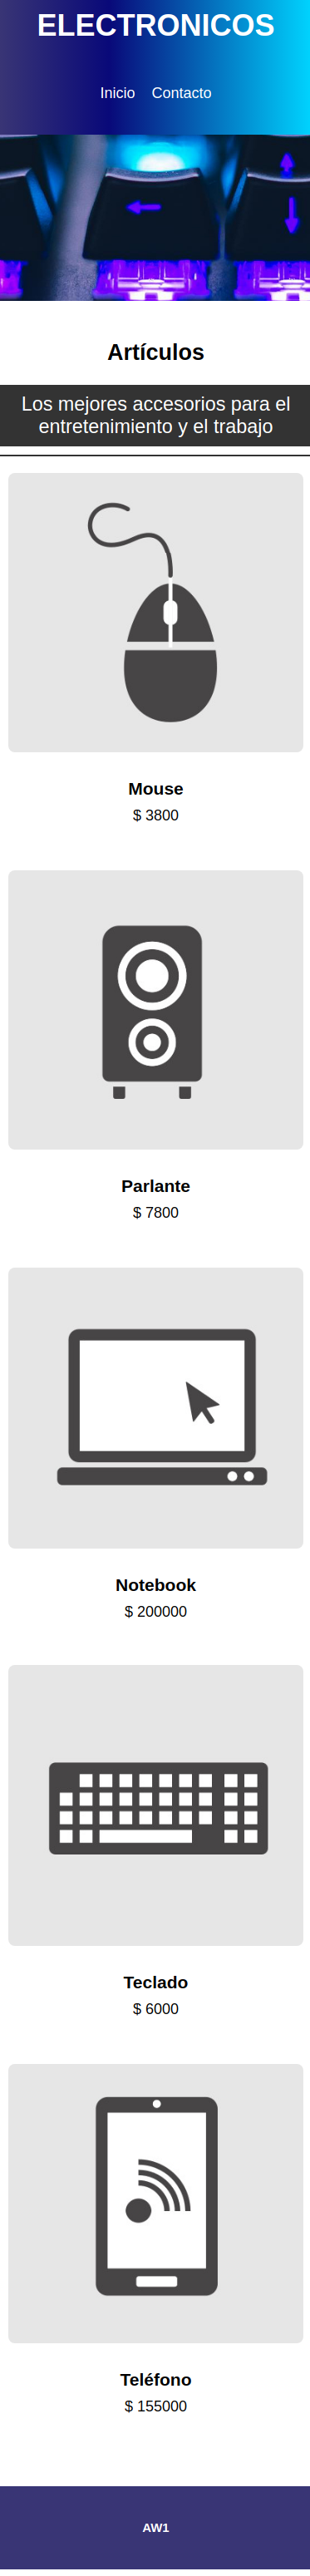 ELECTRONICOS
Inicio Contacto
Artículos
Los mejores accesorios para el
entretenimiento y el trabajo
Mouse
$ 3800
Parlante
$ 7800
Notebook
$ 200000
Teclado
$ 6000
Teléfono
$ 155000
AW1